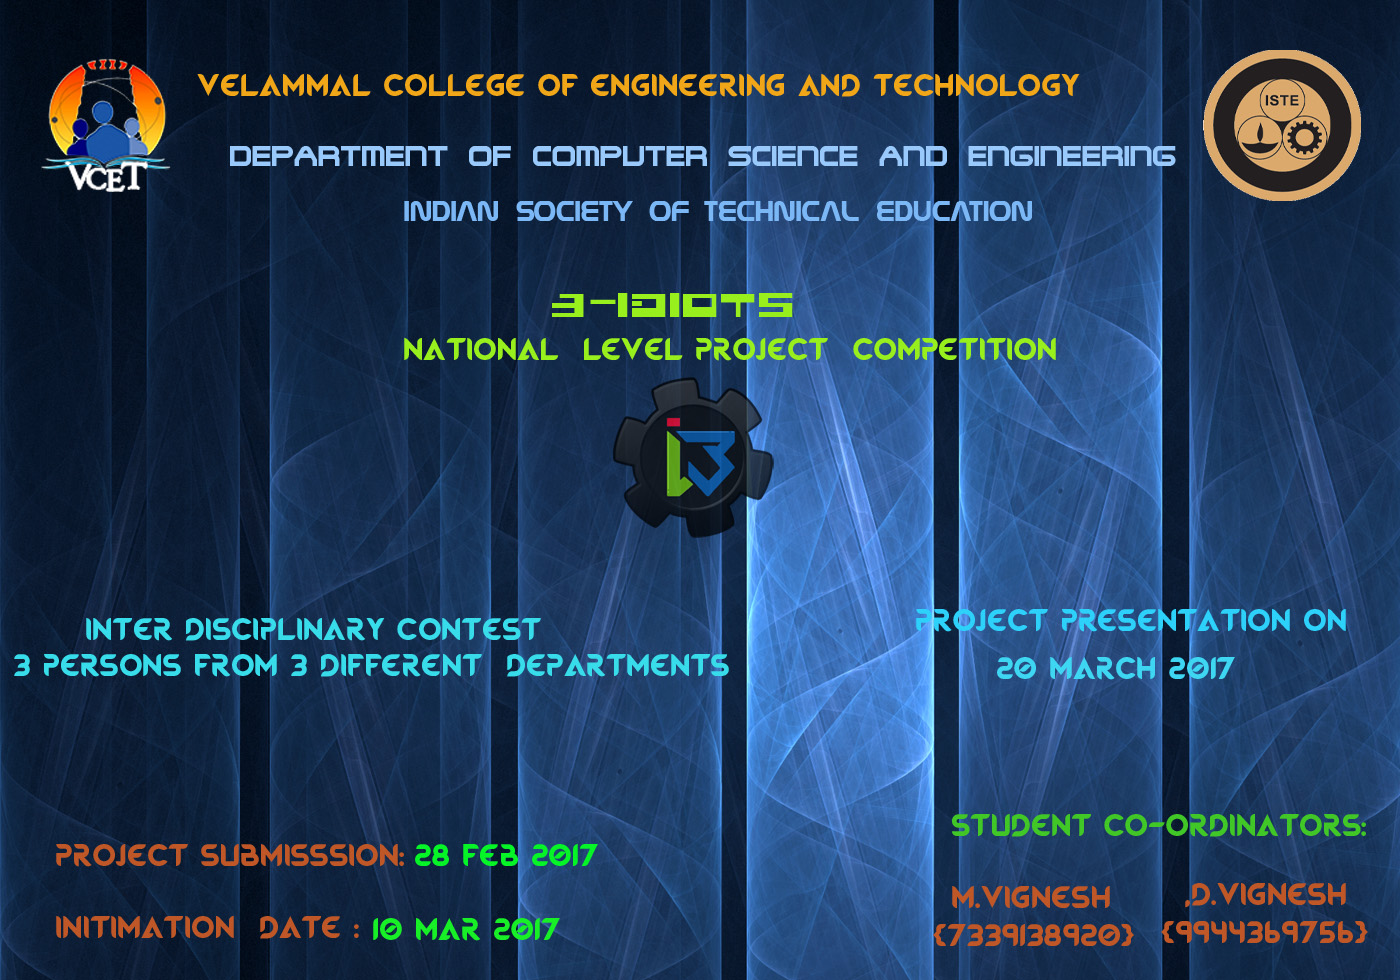 VELAMMAL COLLEGE OF ENGINEERING AND TECHNOLOGY
DEPARTMENT OF COMPUTER SCIENCE AND ENGINEERING
INDIAN SOCIETY OF TECHNICAL EDUCATION
VCET
ISTE
3-IDIOTS
NATIONAL LEVEL PROJECT COMPETITION
i3
INTER DISCIPLINARY CONTEST
3 PERSONS FROM 3 DIFFERENT DEPARTMENTS
PROJECT PRESENTATION ON
20 MARCH 2017
PROJECT SUBMISSSION: 28 FEB 2017
INITIMATION DATE : 10 MAR 2017
STUDENT CO-ORDINATORS:
M.VIGNESH ,D.VIGNESH
{7339138920} {9944369756}